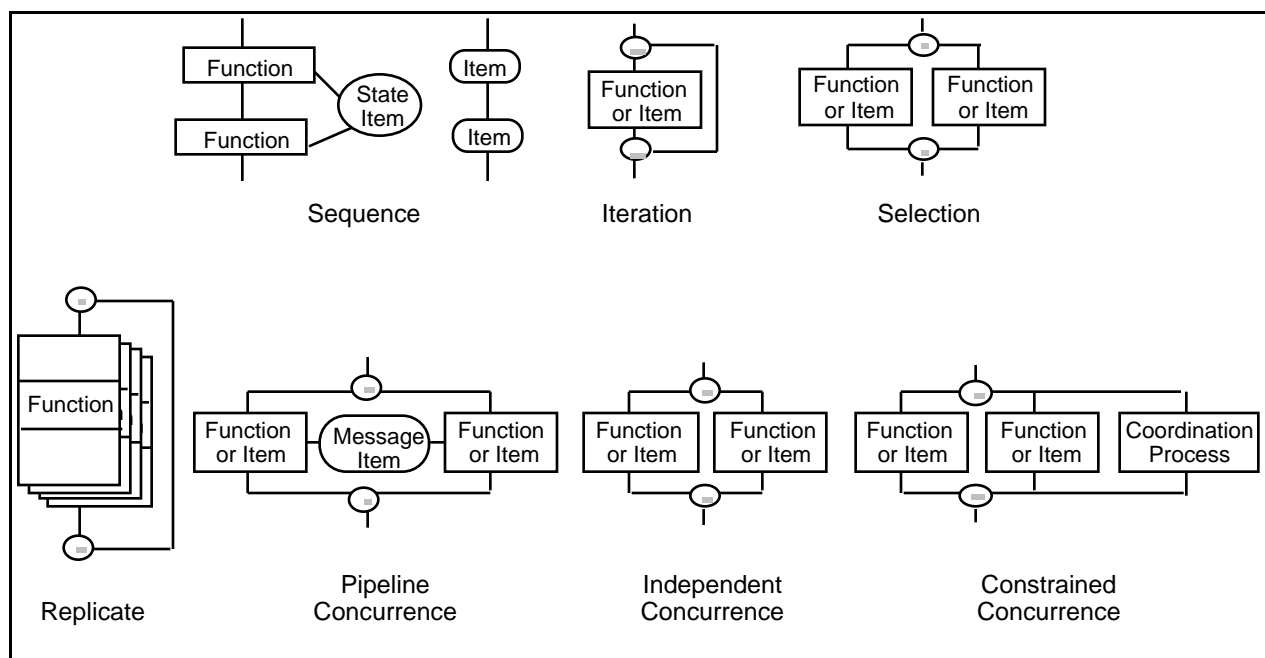 Function
Function
State
Item
Item
Item
Sequence
Function
or Item
Iteration
Function
or Item
Function
or Item
Selection
Function
Replicate
Function
or Item
Message
Item
Function
or Item
Pipeline
Concurrence
Function
or Item
Function
or Item
Independent
Concurrence
Function
or Item
Function
or Item
Coordination
Process
Constrained
Concurrence